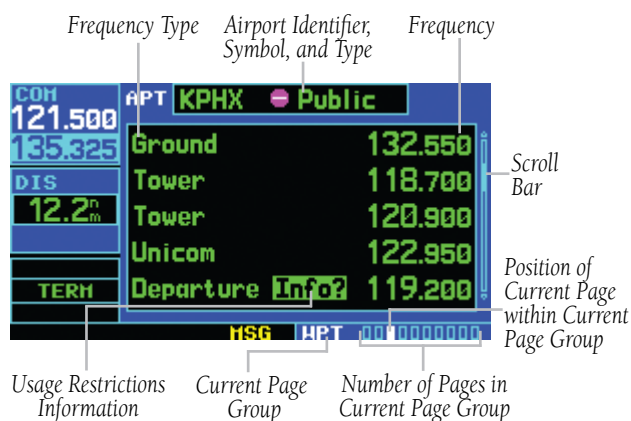 Frequency Type
Airport Identifier,
Symbol, and Type
Frequency
COM
121.500
135.325
APT KPHX Public
Ground 132.550
Scroll
Bar
DIS
12.2nm
Tower 118.700
Tower 120.900
Unicom 122.950
TERM
Departure Info? 119.200
Position of
Current Page
within Current
Page Group
MSG WPT
Usage Restrictions
Information
Current Page
Group
Number of Pages in
Current Page Group